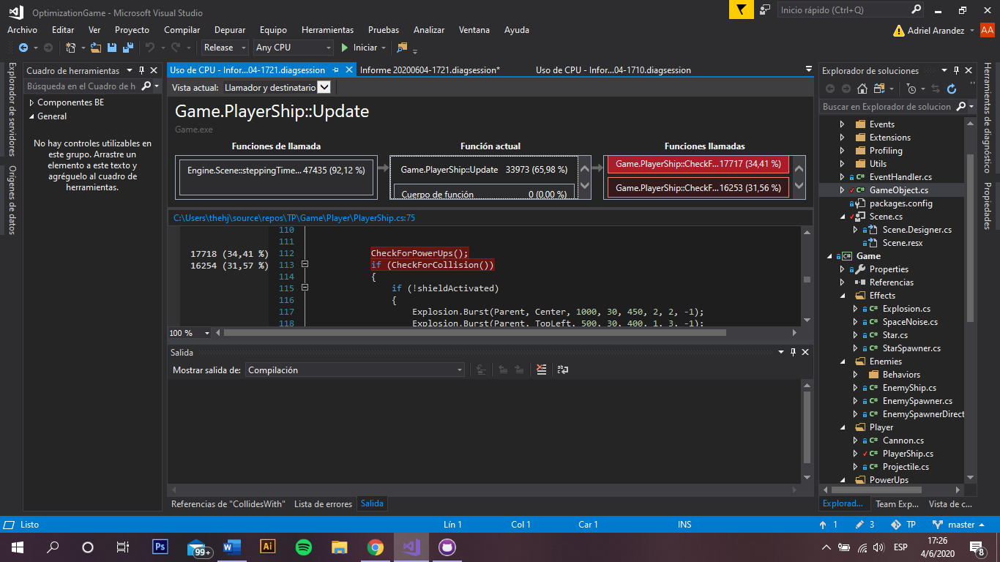 OptimizationGame - Microsoft Visual Studio
Inicio rápido (Ctrl+Q)
Archivo Editar Ver Proyecto Compilar Depurar Equipo Herramientas Pruebas Analizar Ventana Ayuda
Adriel Arandez AA
Release Any CPU Iniciar
Explorador de servidores
Orígenes de datos
Cuadro de herramientas
Búsqueda en el Cuadro de h
Componentes BE
General
No hay controles utilizables en
este grupo. Arrastre un
elemento a este texto y
agréguelo al cuadro de
herramientas.
Uso de CPU - Infor...04-1721.diagsession Informe 20200604-1721.diagsession* Uso de CPU - Infor...04-1710.diagsession
Vista actual: Llamador y destinatario
Game.PlayerShip::Update
Game.exe
Funciones de llamada Función actual Funciones llamadas
Engine.Scene::steppingTime... 47435 (92,12 %)
Game.PlayerShip::Update 33973 (65,98 %)
Cuerpo de función 0 (0,00 %)
Game.PlayerShip::CheckF... 17717 (34,41 %)
Game.PlayerShip::CheckF... 16253 (31,56 %)
C:\Users\thehj\source\repos\TP\Game\Player\PlayerShip.cs:75
110
111
17718 (34,41 %) 112 CheckForPowerUps();
16254 (31,57 %) 113 if (CheckForCollision())
114 {
115 if (!shieldActivated)
116 {
117 Explosion.Burst(Parent, Center, 1000, 30, 450, 2, 2, -1);
118 Explosion.Burst(Parent, TopLeft, 500, 30, 400, 1, 3, -1);
100 %
Salida
Mostrar salida de: Compilación
Referencias de "CollidesWith" Lista de errores Salida
Explorador de soluciones
Buscar en Explorador de solucion
Events
Extensions
Profiling
Utils
EventHandler.cs
GameObject.cs
packages.config
Scene.cs
Scene.Designer.cs
Scene.resx
Game
Properties
Referencias
Effects
Explosion.cs
SpaceNoise.cs
Star.cs
StarSpawner.cs
Enemies
Behaviors
EnemyShip.cs
EnemySpawner.cs
EnemySpawnerDirect
Player
Cannon.cs
PlayerShip.cs
Projectile.cs
PowerUps
Explorad... Team Exp... Vista de c...
Herramientas de diagnóstico
Propiedades
Listo Lín 1 Col 1 Car 1 INS 1 3 TP master
Ps 99+ W Ai ESP 17:26
4/6/2020 8